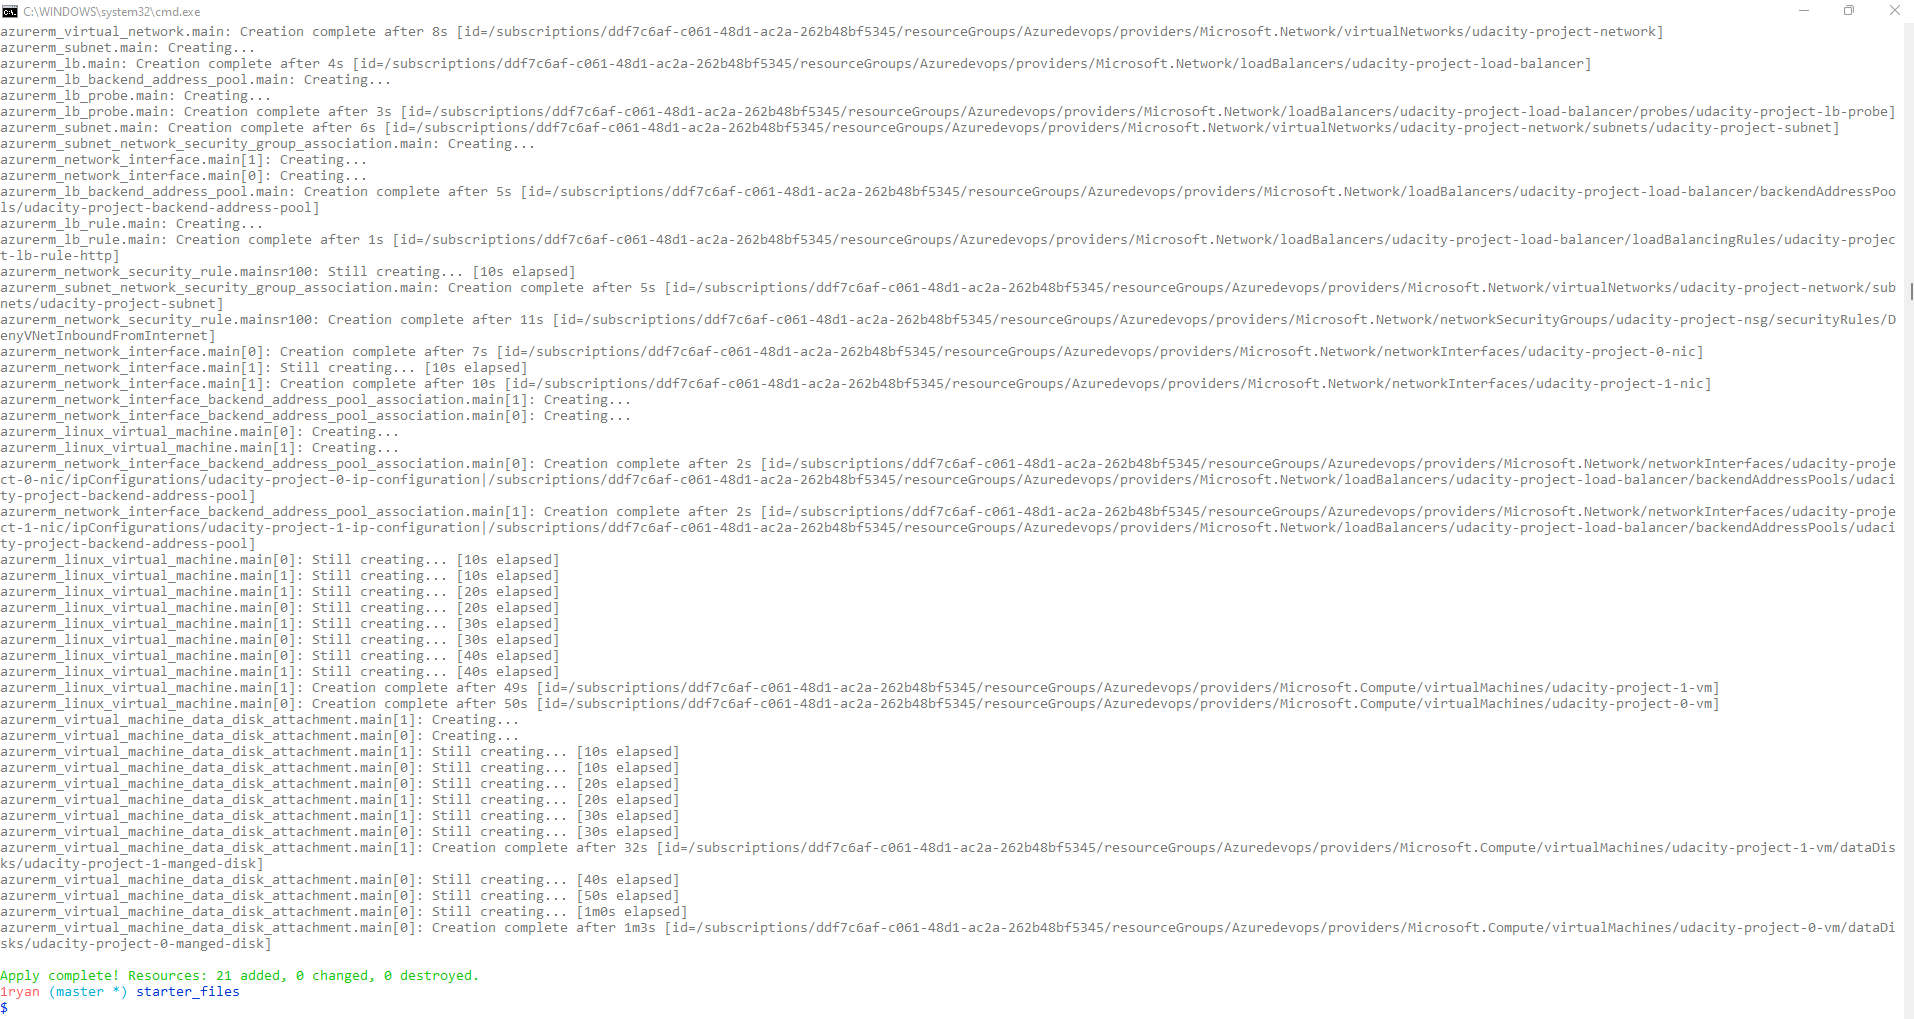 C:\WINDOWS\system32\cmd.exe
azurerm_virtual_network.main: Creation complete after 8s [id=/subscriptions/ddf7c6af-c061-48d1-ac2a-262b48bf5345/resourceGroups/Azuredevops/providers/Microsoft.Network/virtualNetworks/udacity-project-network]
azurerm_subnet.main: Creating...
azurerm_lb.main: Creation complete after 4s [id=/subscriptions/ddf7c6af-c061-48d1-ac2a-262b48bf5345/resourceGroups/Azuredevops/providers/Microsoft.Network/loadBalancers/udacity-project-load-balancer]
azurerm_lb_backend_address_pool.main: Creating...
azurerm_lb_probe.main: Creating...
azurerm_lb_probe.main: Creation complete after 3s [id=/subscriptions/ddf7c6af-c061-48d1-ac2a-262b48bf5345/resourceGroups/Azuredevops/providers/Microsoft.Network/loadBalancers/udacity-project-load-balancer/probes/udacity-project-lb-probe]
azurerm_subnet.main: Creation complete after 6s [id=/subscriptions/ddf7c6af-c061-48d1-ac2a-262b48bf5345/resourceGroups/Azuredevops/providers/Microsoft.Network/virtualNetworks/udacity-project-network/subnets/udacity-project-subnet]
azurerm_subnet_network_security_group_association.main: Creating...
azurerm_network_interface.main[1]: Creating...
azurerm_network_interface.main[0]: Creating...
azurerm_lb_backend_address_pool.main: Creation complete after 5s [id=/subscriptions/ddf7c6af-c061-48d1-ac2a-262b48bf5345/resourceGroups/Azuredevops/providers/Microsoft.Network/loadBalancers/udacity-project-load-balancer/backendAddressPoo
ls/udacity-project-backend-address-pool]
azurerm_lb_rule.main: Creating...
azurerm_lb_rule.main: Creation complete after 1s [id=/subscriptions/ddf7c6af-c061-48d1-ac2a-262b48bf5345/resourceGroups/Azuredevops/providers/Microsoft.Network/loadBalancers/udacity-project-load-balancer/loadBalancingRules/udacity-projec
t-lb-rule-http]
azurerm_network_security_rule.mainsr100: Still creating... [10s elapsed]
azurerm_subnet_network_security_group_association.main: Creation complete after 5s [id=/subscriptions/ddf7c6af-c061-48d1-ac2a-262b48bf5345/resourceGroups/Azuredevops/providers/Microsoft.Network/virtualNetworks/udacity-project-network/sub
nets/udacity-project-subnet]
azurerm_network_security_rule.mainsr100: Creation complete after 11s [id=/subscriptions/ddf7c6af-c061-48d1-ac2a-262b48bf5345/resourceGroups/Azuredevops/providers/Microsoft.Network/networkSecurityGroups/udacity-project-nsg/securityRules/D
enyVNetInboundFromInternet]
azurerm_network_interface.main[0]: Creation complete after 7s [id=/subscriptions/ddf7c6af-c061-48d1-ac2a-262b48bf5345/resourceGroups/Azuredevops/providers/Microsoft.Network/networkInterfaces/udacity-project-0-nic]
azurerm_network_interface.main[1]: Still creating... [10s elapsed]
azurerm_network_interface.main[1]: Creation complete after 10s [id=/subscriptions/ddf7c6af-c061-48d1-ac2a-262b48bf5345/resourceGroups/Azuredevops/providers/Microsoft.Network/networkInterfaces/udacity-project-1-nic]
azurerm_network_interface_backend_address_pool_association.main[1]: Creating...
azurerm_network_interface_backend_address_pool_association.main[0]: Creating...
azurerm_linux_virtual_machine.main[0]: Creating...
azurerm_linux_virtual_machine.main[1]: Creating...
azurerm_network_interface_backend_address_pool_association.main[0]: Creation complete after 2s [id=/subscriptions/ddf7c6af-c061-48d1-ac2a-262b48bf5345/resourceGroups/Azuredevops/providers/Microsoft.Network/networkInterfaces/udacity-proje
ct-0-nic/ipConfigurations/udacity-project-0-ip-configuration|/subscriptions/ddf7c6af-c061-48d1-ac2a-262b48bf5345/resourceGroups/Azuredevops/providers/Microsoft.Network/loadBalancers/udacity-project-load-balancer/backendAddressPools/udaci
ty-project-backend-address-pool]
azurerm_network_interface_backend_address_pool_association.main[1]: Creation complete after 2s [id=/subscriptions/ddf7c6af-c061-48d1-ac2a-262b48bf5345/resourceGroups/Azuredevops/providers/Microsoft.Network/networkInterfaces/udacity-proje
ct-1-nic/ipConfigurations/udacity-project-1-ip-configuration|/subscriptions/ddf7c6af-c061-48d1-ac2a-262b48bf5345/resourceGroups/Azuredevops/providers/Microsoft.Network/loadBalancers/udacity-project-load-balancer/backendAddressPools/udaci
ty-project-backend-address-pool]
azurerm_linux_virtual_machine.main[0]: Still creating... [10s elapsed]
azurerm_linux_virtual_machine.main[1]: Still creating... [10s elapsed]
azurerm_linux_virtual_machine.main[1]: Still creating... [20s elapsed]
azurerm_linux_virtual_machine.main[0]: Still creating... [20s elapsed]
azurerm_linux_virtual_machine.main[1]: Still creating... [30s elapsed]
azurerm_linux_virtual_machine.main[0]: Still creating... [30s elapsed]
azurerm_linux_virtual_machine.main[0]: Still creating... [40s elapsed]
azurerm_linux_virtual_machine.main[1]: Still creating... [40s elapsed]
azurerm_linux_virtual_machine.main[1]: Creation complete after 49s [id=/subscriptions/ddf7c6af-c061-48d1-ac2a-262b48bf5345/resourceGroups/Azuredevops/providers/Microsoft.Compute/virtualMachines/udacity-project-1-vm]
azurerm_linux_virtual_machine.main[0]: Creation complete after 50s [id=/subscriptions/ddf7c6af-c061-48d1-ac2a-262b48bf5345/resourceGroups/Azuredevops/providers/Microsoft.Compute/virtualMachines/udacity-project-0-vm]
azurerm_virtual_machine_data_disk_attachment.main[1]: Creating...
azurerm_virtual_machine_data_disk_attachment.main[0]: Creating...
azurerm_virtual_machine_data_disk_attachment.main[1]: Still creating... [10s elapsed]
azurerm_virtual_machine_data_disk_attachment.main[0]: Still creating... [10s elapsed]
azurerm_virtual_machine_data_disk_attachment.main[0]: Still creating... [20s elapsed]
azurerm_virtual_machine_data_disk_attachment.main[1]: Still creating... [20s elapsed]
azurerm_virtual_machine_data_disk_attachment.main[1]: Still creating... [30s elapsed]
azurerm_virtual_machine_data_disk_attachment.main[0]: Still creating... [30s elapsed]
azurerm_virtual_machine_data_disk_attachment.main[1]: Creation complete after 32s [id=/subscriptions/ddf7c6af-c061-48d1-ac2a-262b48bf5345/resourceGroups/Azuredevops/providers/Microsoft.Compute/virtualMachines/udacity-project-1-vm/dataDis
ks/udacity-project-1-manged-disk]
azurerm_virtual_machine_data_disk_attachment.main[0]: Still creating... [40s elapsed]
azurerm_virtual_machine_data_disk_attachment.main[0]: Still creating... [50s elapsed]
azurerm_virtual_machine_data_disk_attachment.main[0]: Still creating... [1m0s elapsed]
azurerm_virtual_machine_data_disk_attachment.main[0]: Creation complete after 1m3s [id=/subscriptions/ddf7c6af-c061-48d1-ac2a-262b48bf5345/resourceGroups/Azuredevops/providers/Microsoft.Compute/virtualMachines/udacity-project-0-vm/dataDi
sks/udacity-project-0-manged-disk]
Apply complete! Resources: 21 added, 0 changed, 0 destroyed.
1ryan (master *) starter_files
$